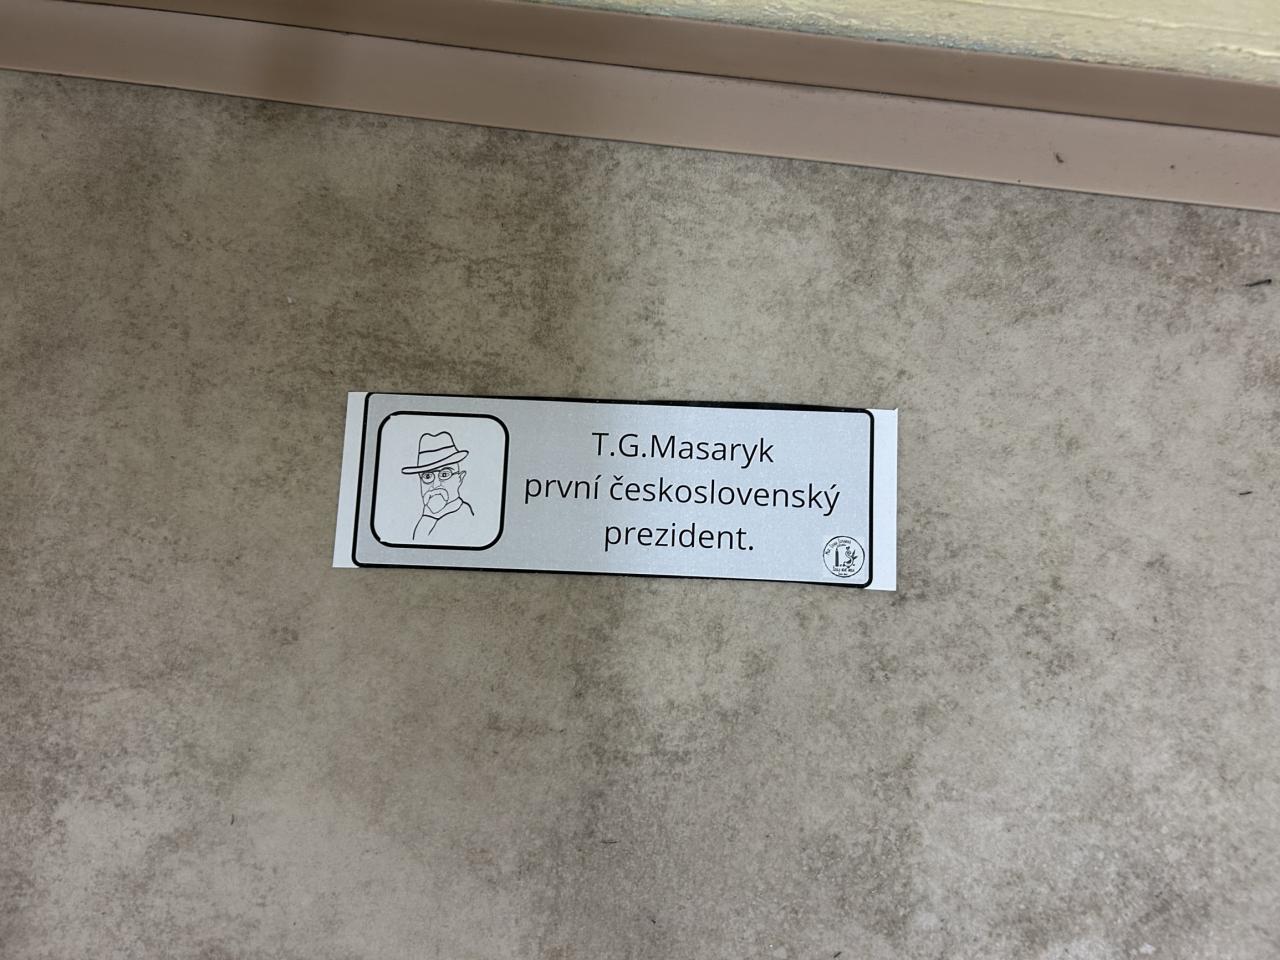 T.G.Masaryk
první československý
prezident.